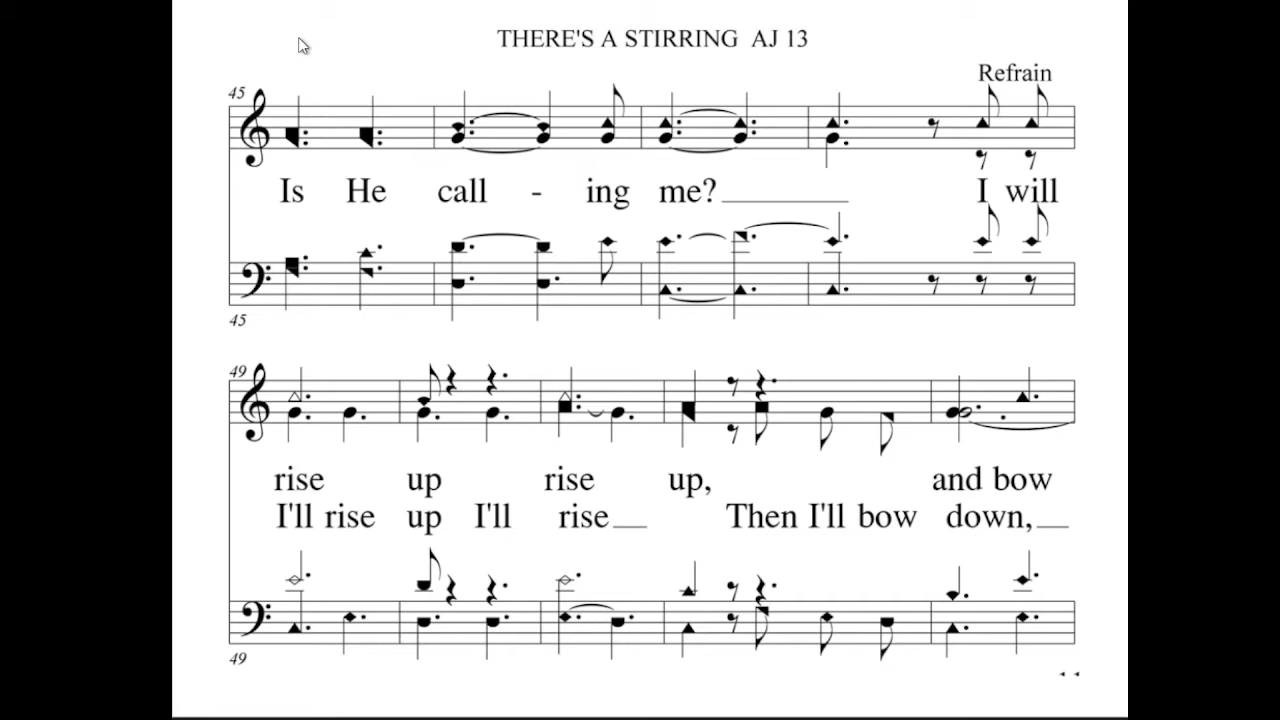 THERE'S A STIRRING AJ 13
Refrain
45
Is He call - ing me? I will
45
49
rise up rise up, and bow
I'll rise up I'll rise Then I'll bow down,
49